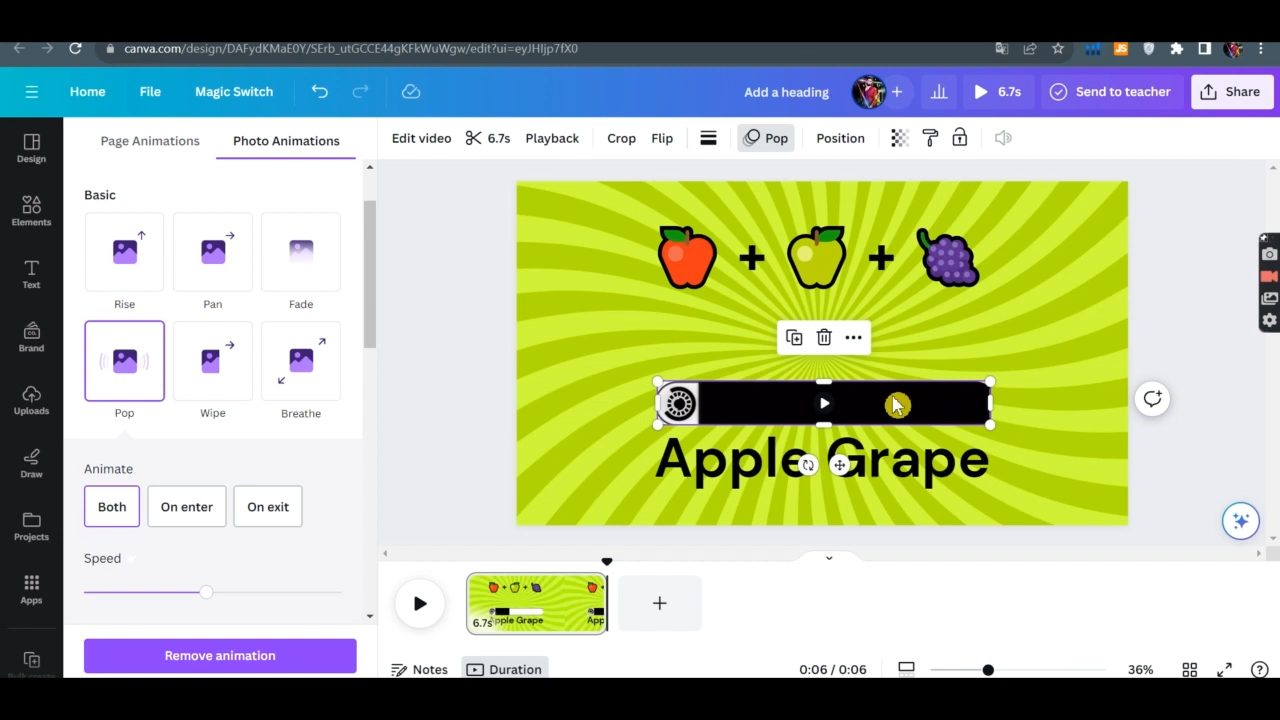 canva.com/design/DAFydKMaE0Y/SErb_utGCCE44gKFkWuWgw/edit?ui=eyJHIjp7fX0
JS
Home File Magic Switch Add a heading 6.7s Send to teacher Share
Page Animations Photo Animations
Edit video 6.7s Playback Crop Flip Pop Position
Design
Elements
Text
Brand
Uploads
Draw
Projects
Apps
Basic
Rise Pan Fade
Pop Wipe Breathe
Animate
Both On enter On exit
Speed
Remove animation
+ +
Apple Grape
6.7s Apple Grape
Notes Duration 0:06 / 0:06 36%